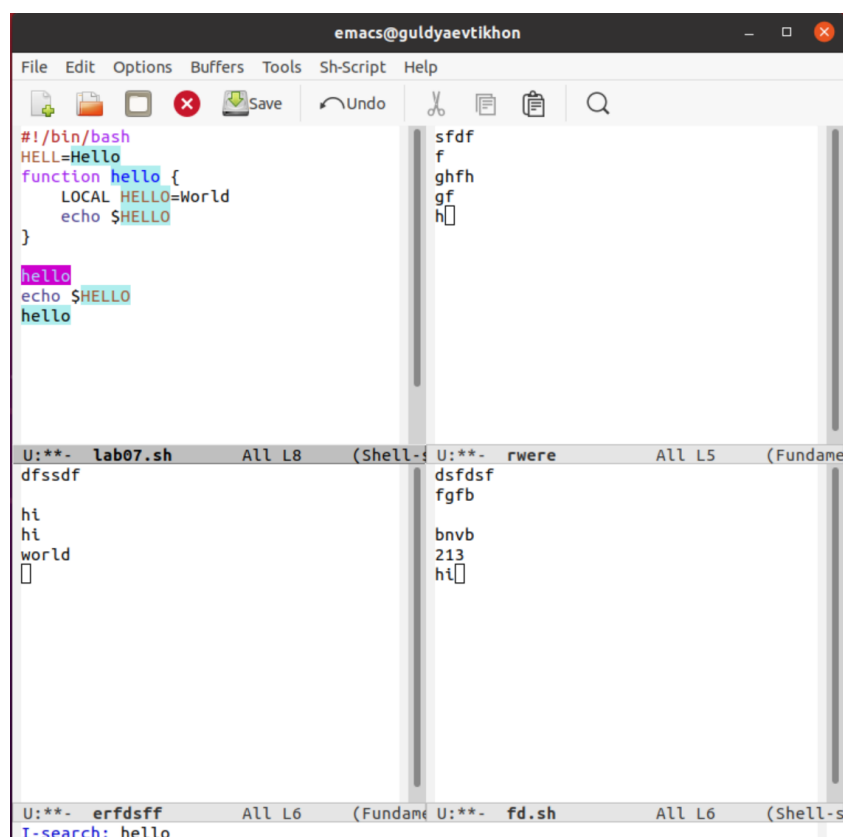 emacs@guldyaevtikhon
File Edit Options Buffers Tools Sh-Script Help
Save Undo
#!/bin/bash
HELL=Hello
function hello {
    LOCAL HELLO=World
    echo $HELLO
}
hello
echo $HELLO
hello
U:**-  lab07.sh       All L8     (Shell-s
sfdf
f
ghfh
gf
h
U:**-  rwere          All L5     (Fundame
dfssdf
hi
hi
world
U:**-  erfdsff        All L6     (Fundame
dsfdsf
fgfb
bnvb
213
hi
U:**-  fd.sh          All L6     (Shell-s
I-search: hello